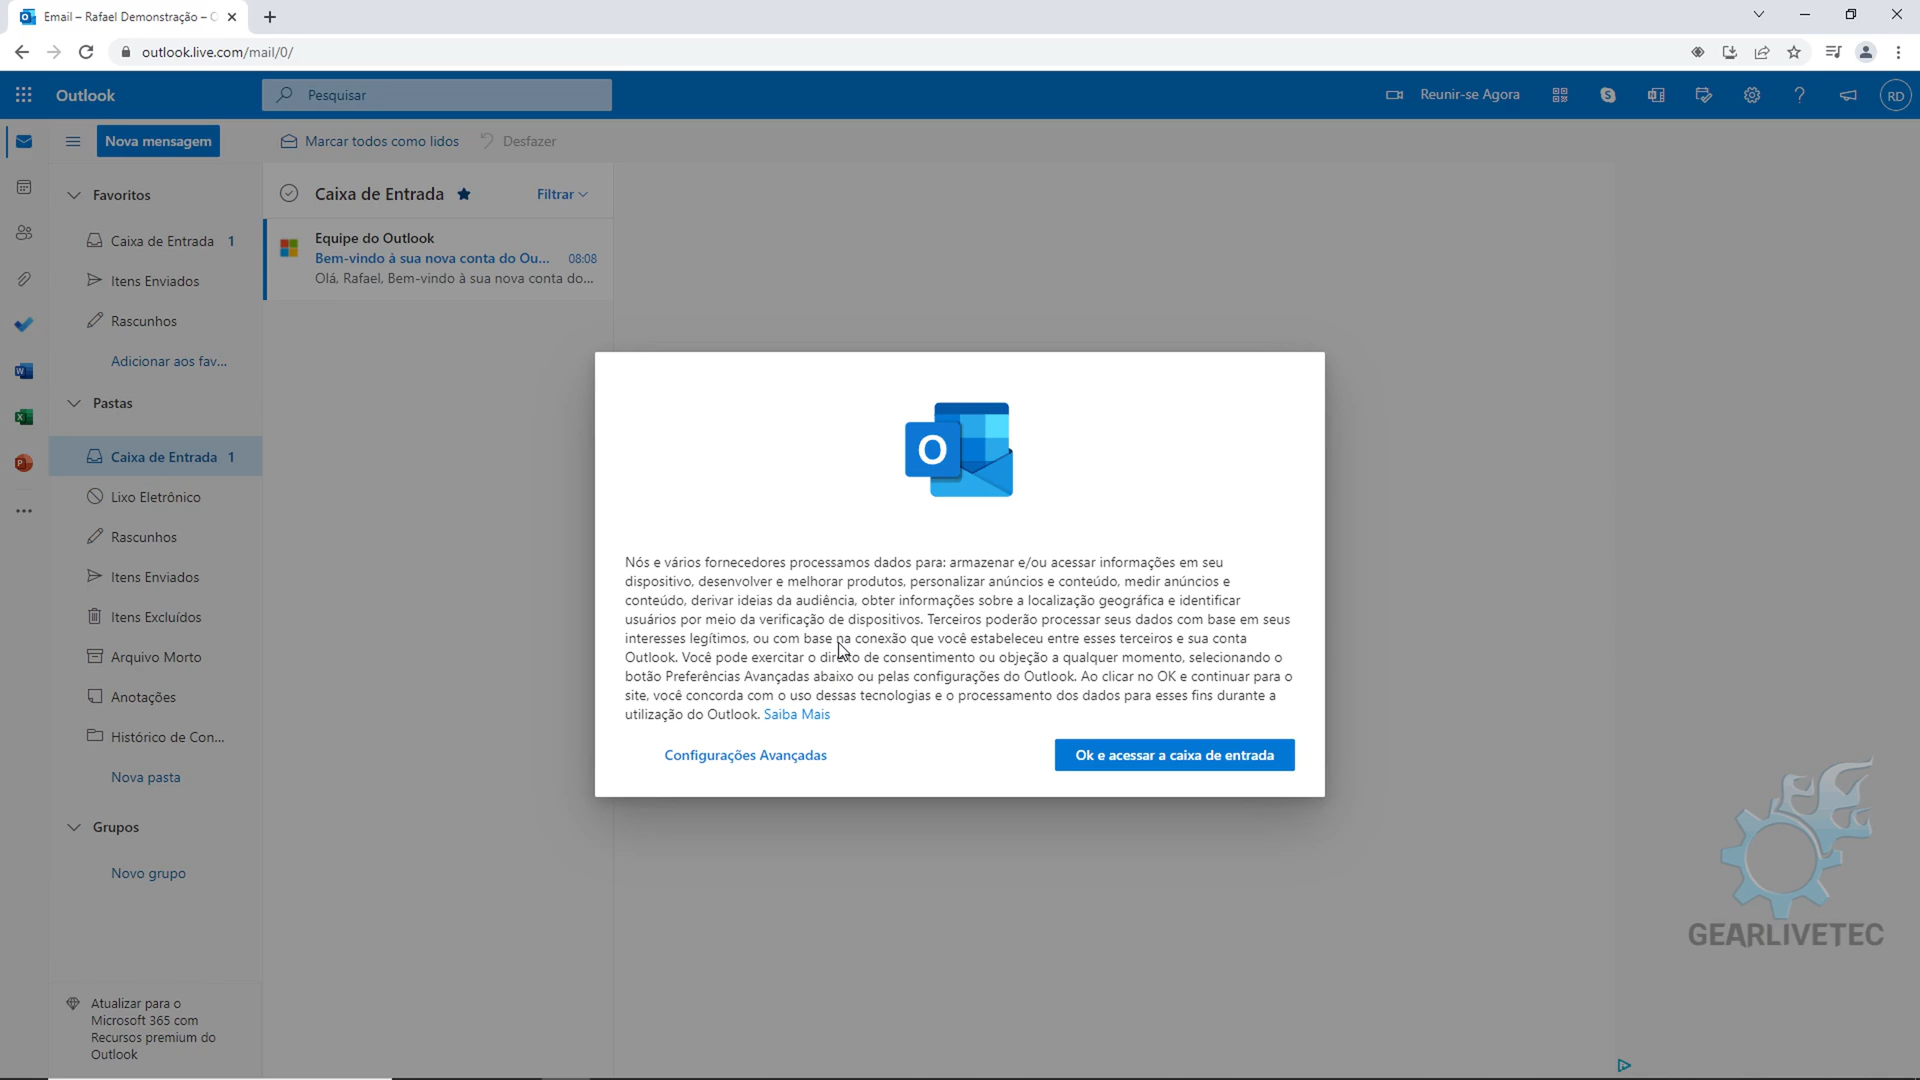 Email – Rafael Demonstração – O
outlook.live.com/mail/0/
Outlook
Pesquisar
Reunir-se Agora
RD
Nova mensagem
Marcar todos como lidos
Desfazer
Favoritos
Caixa de Entrada 1
Itens Enviados
Rascunhos
Adicionar aos fav...
Pastas
Caixa de Entrada 1
Lixo Eletrônico
Rascunhos
Itens Enviados
Itens Excluídos
Arquivo Morto
Anotações
Histórico de Con...
Nova pasta
Grupos
Novo grupo
Atualizar para o
Microsoft 365 com
Recursos premium do
Outlook
Caixa de Entrada
Filtrar
Equipe do Outlook
Bem-vindo à sua nova conta do Ou... 08:08
Olá, Rafael, Bem-vindo à sua nova conta do...
Nós e vários fornecedores processamos dados para: armazenar e/ou acessar informações em seu
dispositivo, desenvolver e melhorar produtos, personalizar anúncios e conteúdo, medir anúncios e
conteúdo, derivar ideias da audiência, obter informações sobre a localização geográfica e identificar
usuários por meio da verificação de dispositivos. Terceiros poderão processar seus dados com base em seus
interesses legítimos, ou com base na conexão que você estabeleceu entre esses terceiros e sua conta
Outlook. Você pode exercitar o direito de consentimento ou objeção a qualquer momento, selecionando o
botão Preferências Avançadas abaixo ou pelas configurações do Outlook. Ao clicar no OK e continuar para o
site, você concorda com o uso dessas tecnologias e o processamento dos dados para esses fins durante a
utilização do Outlook. Saiba Mais
Configurações Avançadas
Ok e acessar a caixa de entrada
GEARLIVETEC